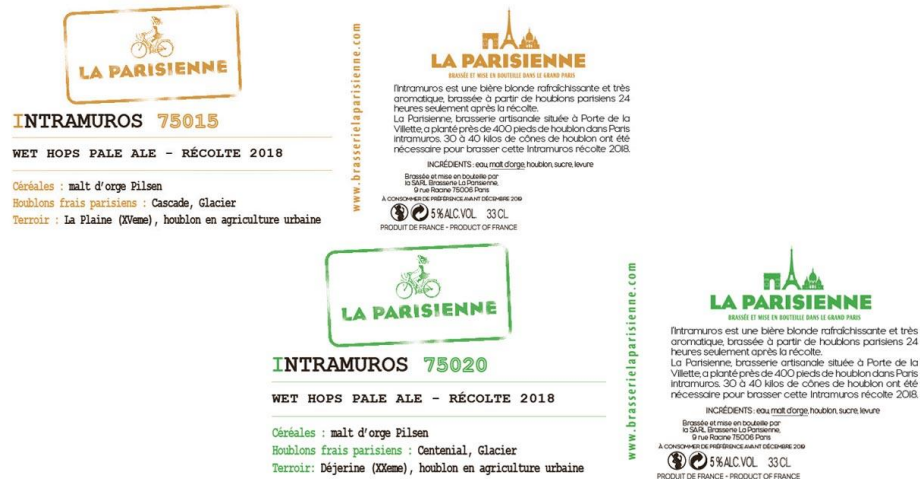 LA PARISIENNE
INTRAMUROS 75015
WET HOPS PALE ALE – RÉCOLTE 2018
Céréales : malt d'orge Pilsen
Houblons frais parisiens : Cascade, Glacier
Terroir : La Plaine (XVeme), houblon en agriculture urbaine
www.brasserielaparisienne.com
LA PARISIENNE
BRASSÉE ET MISE EN BOUTEILLE DANS LE GRAND PARIS
l'Intramuros est une bière blonde rafraîchissante et très
aromatique, brassée à partir de houblons parisiens 24
heures seulement après la récolte.
La Parisienne, brasserie artisanale située à Porte de la
Villette, a planté près de 400 pieds de houblon dans Paris
intramuros. 30 à 40 kilos de cônes de houblon ont été
nécessaire pour brasser cette Intramuros récolte 2018.
INGRÉDIENTS : eau, malt d'orge, houblon, sucre, levure
Brassée et mise en bouteille par
la SARL Brasserie La Parisienne,
9 rue Racine 75006 Paris
À CONSOMMER DE PRÉFÉRENCE AVANT DÉCEMBRE 2019
5 % ALC. VOL. 33 CL
PRODUIT DE FRANCE - PRODUCT OF FRANCE
LA PARISIENNE
INTRAMUROS 75020
WET HOPS PALE ALE – RÉCOLTE 2018
Céréales : malt d'orge Pilsen
Houblons frais parisiens : Centenial, Glacier
Terroir: Déjerine (XXeme), houblon en agriculture urbaine
www.brasserielaparisienne.com
LA PARISIENNE
BRASSÉE ET MISE EN BOUTEILLE DANS LE GRAND PARIS
l'Intramuros est une bière blonde rafraîchissante et très
aromatique, brassée à partir de houblons parisiens 24
heures seulement après la récolte.
La Parisienne, brasserie artisanale située à Porte de la
Villette, a planté près de 400 pieds de houblon dans Paris
intramuros. 30 à 40 kilos de cônes de houblon ont été
nécessaire pour brasser cette Intramuros récolte 2018.
INGRÉDIENTS : eau, malt d'orge, houblon, sucre, levure
Brassée et mise en bouteille par
la SARL Brasserie La Parisienne,
9 rue Racine 75006 Paris
À CONSOMMER DE PRÉFÉRENCE AVANT DÉCEMBRE 2019
5 % ALC. VOL. 33 CL
PRODUIT DE FRANCE - PRODUCT OF FRANCE